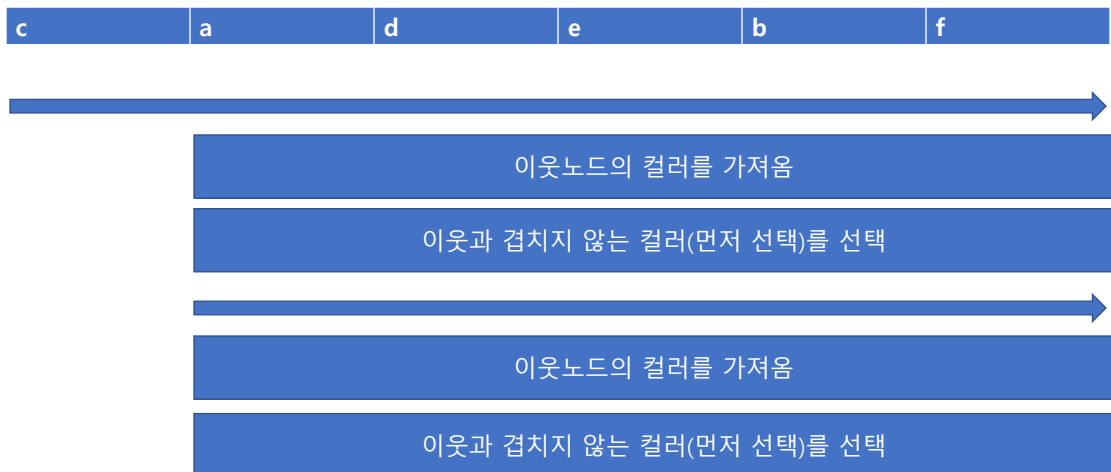 c a d e b f
이웃노드의 컬러를 가져옴
이웃과 겹치지 않는 컬러(먼저 선택)를 선택
이웃노드의 컬러를 가져옴
이웃과 겹치지 않는 컬러(먼저 선택)를 선택